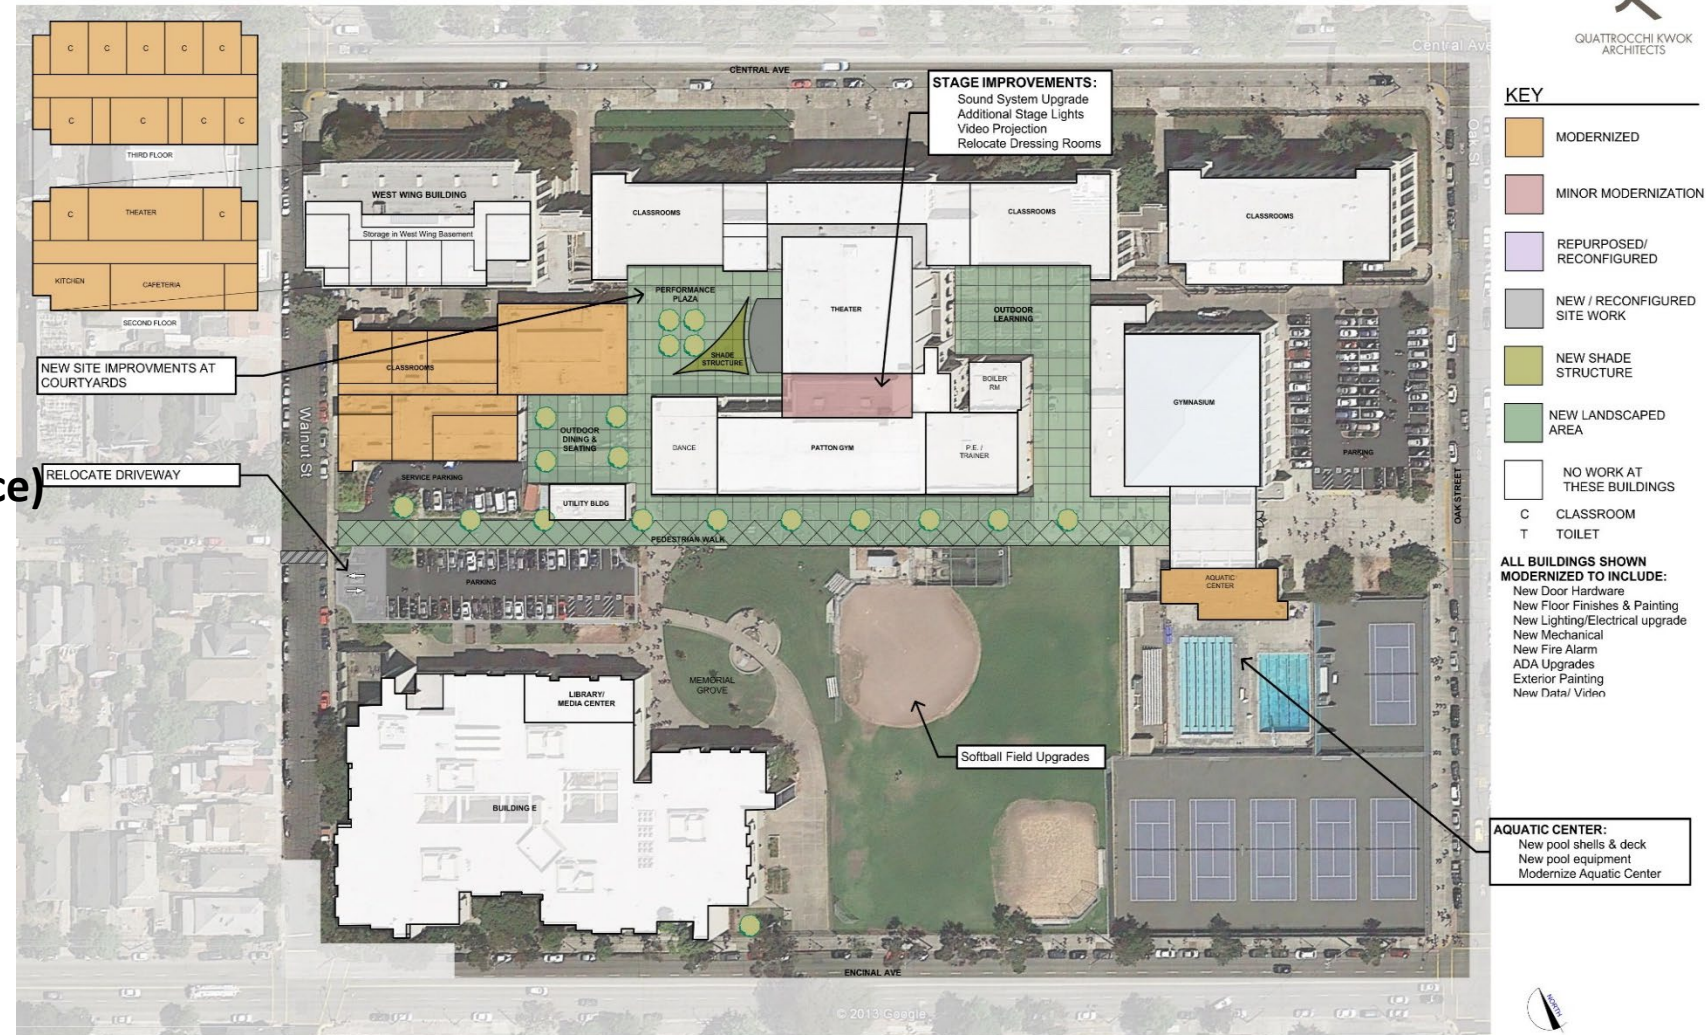 QUATTROCCHI KWOK
ARCHITECTS
Central Ave
CENTRAL AVE
C C C C C
C C C C
THIRD FLOOR
C THEATER C
KITCHEN CAFETERIA
SECOND FLOOR
STAGE IMPROVEMENTS:
Sound System Upgrade
Additional Stage Lights
Video Projection
Relocate Dressing Rooms
WEST WING BUILDING
Storage in West Wing Basement
CLASSROOMS
CLASSROOMS
CLASSROOMS
Oak St
PERFORMANCE
PLAZA
SHADE
STRUCTURE
THEATER
OUTDOOR
LEARNING
NEW SITE IMPROVMENTS AT
COURTYARDS
CLASSROOMS
Walnut St
BOILER
RM
GYMNASIUM
OUTDOOR
DINING &
SEATING
DANCE
PATTON GYM
P.E. /
TRAINER
PARKING
RELOCATE DRIVEWAY
ce)
SERVICE PARKING
UTILITY BLDG
OAK STREET
PEDESTRIAN WALK
PARKING
AQUATIC
CENTER
MEMORIAL
GROVE
LIBRARY/
MEDIA CENTER
Softball Field Upgrades
BUILDING E
ENCINAL AVE
© 2013 Google
KEY
MODERNIZED
MINOR MODERNIZATION
REPURPOSED/
RECONFIGURED
NEW / RECONFIGURED
SITE WORK
NEW SHADE
STRUCTURE
NEW LANDSCAPED
AREA
NO WORK AT
THESE BUILDINGS
C CLASSROOM
T TOILET
ALL BUILDINGS SHOWN
MODERNIZED TO INCLUDE:
New Door Hardware
New Floor Finishes & Painting
New Lighting/Electrical upgrade
New Mechanical
New Fire Alarm
ADA Upgrades
Exterior Painting
New Data/ Video
AQUATIC CENTER:
New pool shells & deck
New pool equipment
Modernize Aquatic Center
NORTH